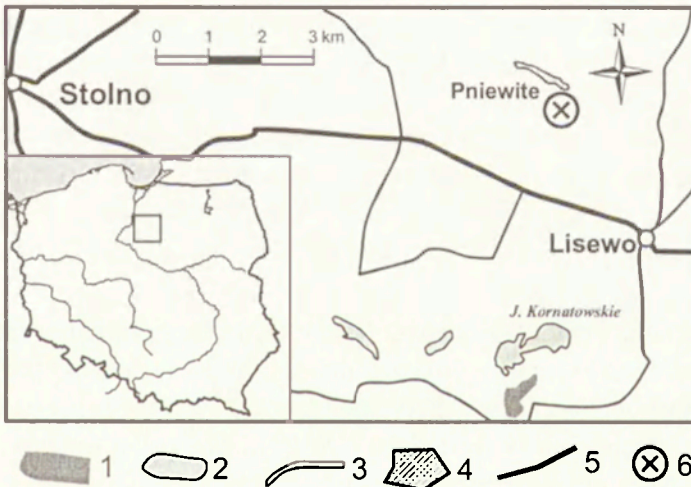 0 1 2 3 km
N
Stolno
Pniewite
Lisewo
J. Kornatowskie
1 2 3 4 5 6